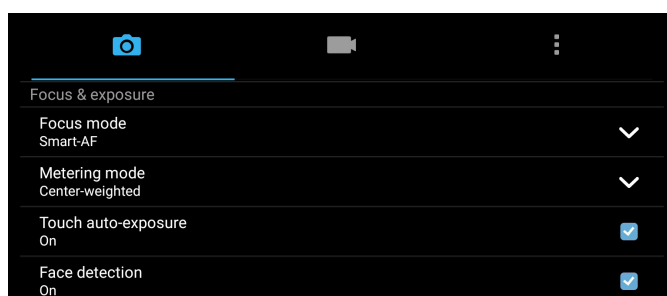 Focus & exposure
Focus mode
Smart-AF
Metering mode
Center-weighted
Touch auto-exposure
On
Face detection
On